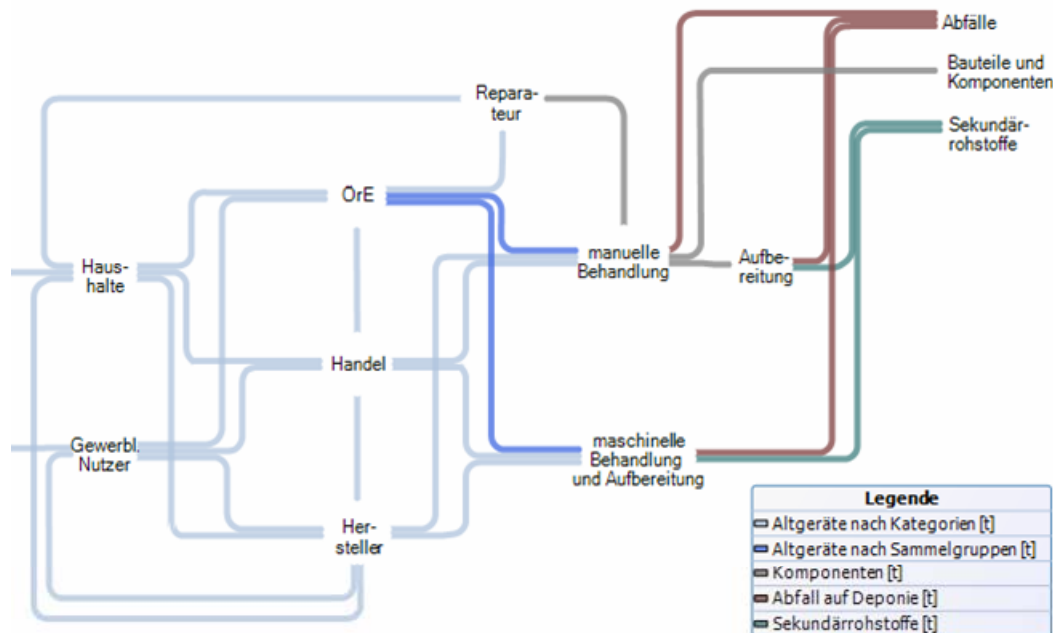 Abfälle
Bauteile und
Komponenten
Repara-
teur
Sekundär-
rohstoffe
ÖrE
manuelle
Behandlung
Aufbe-
reitung
Haus-
halte
Handel
Gewerbl.
Nutzer
maschinelle
Behandlung
und Aufbereitung
Her-
steller
Legende
Altgeräte nach Kategorien [t]
Altgeräte nach Sammelgruppen [t]
Komponenten [t]
Abfall auf Deponie [t]
Sekundärrohstoffe [t]